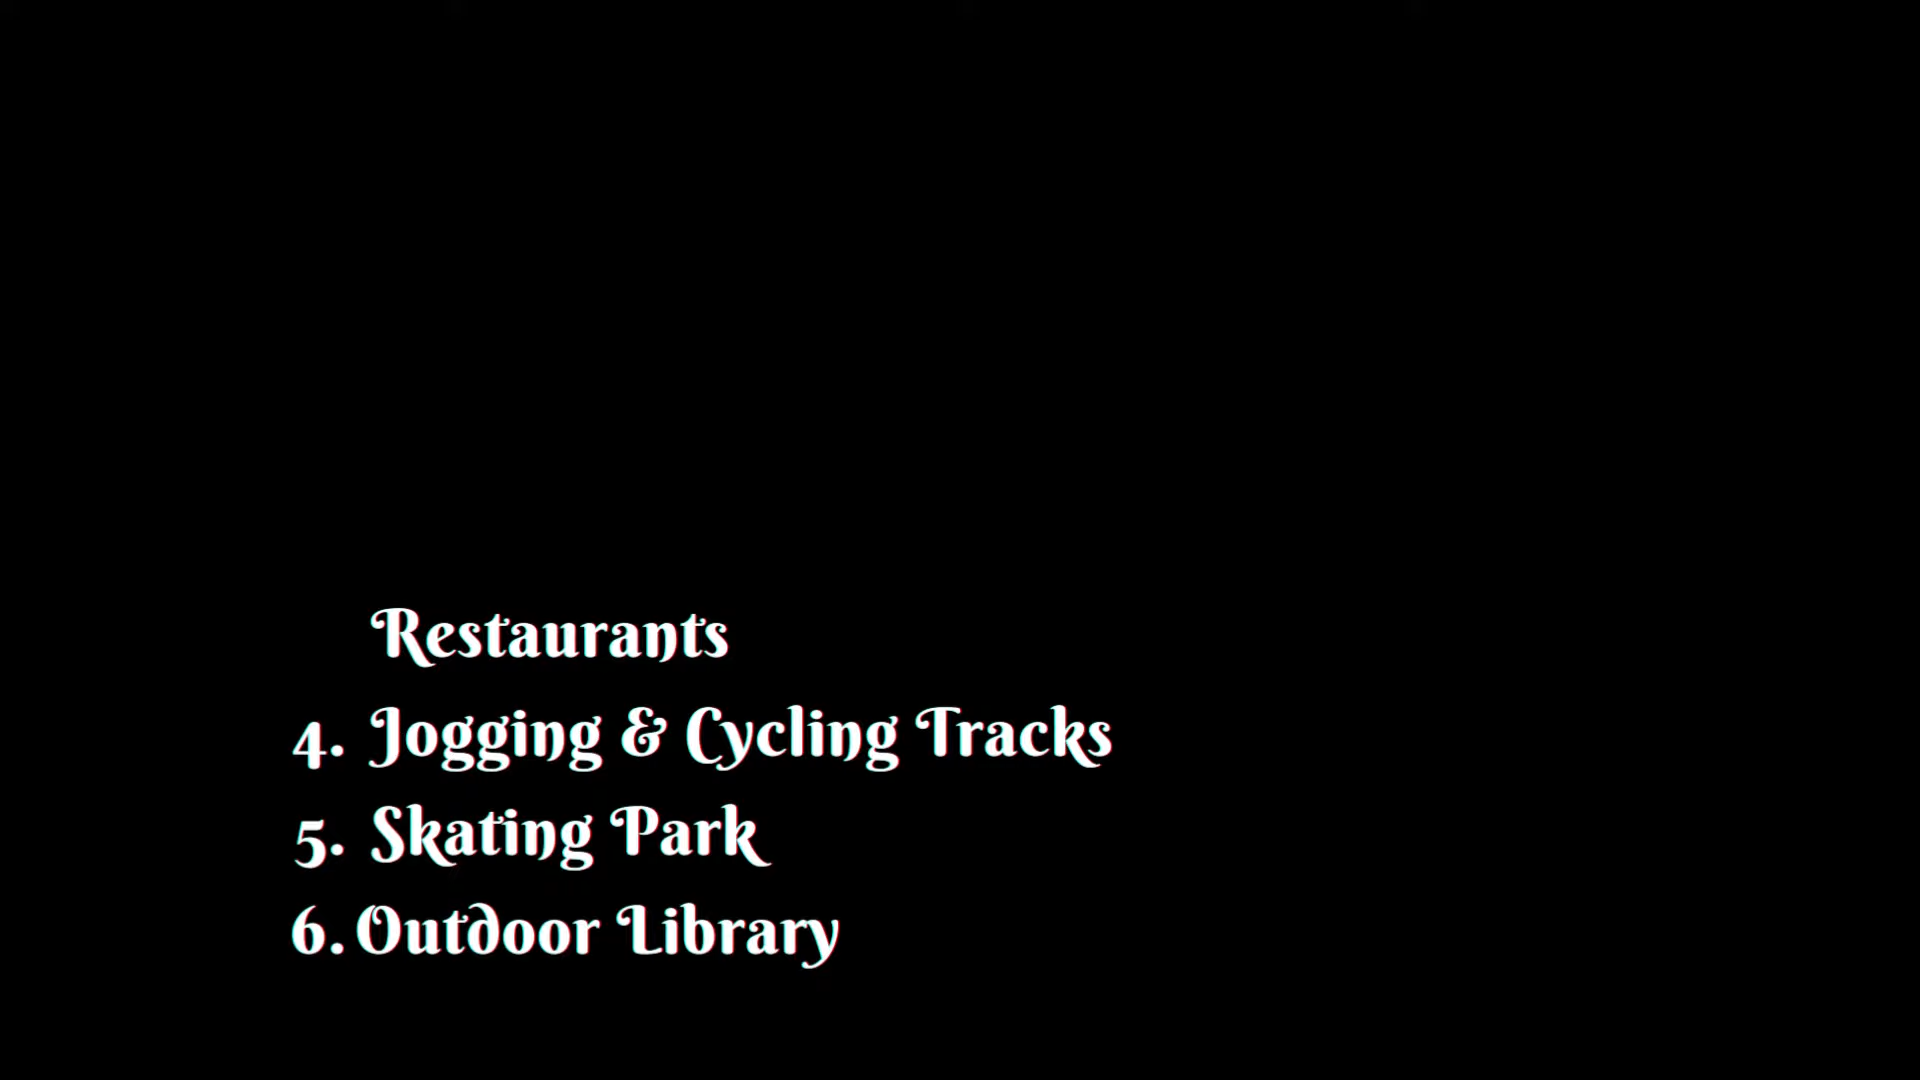 Restaurants
4. Jogging & Cycling Tracks
5. Skating Park
6. Outdoor Library